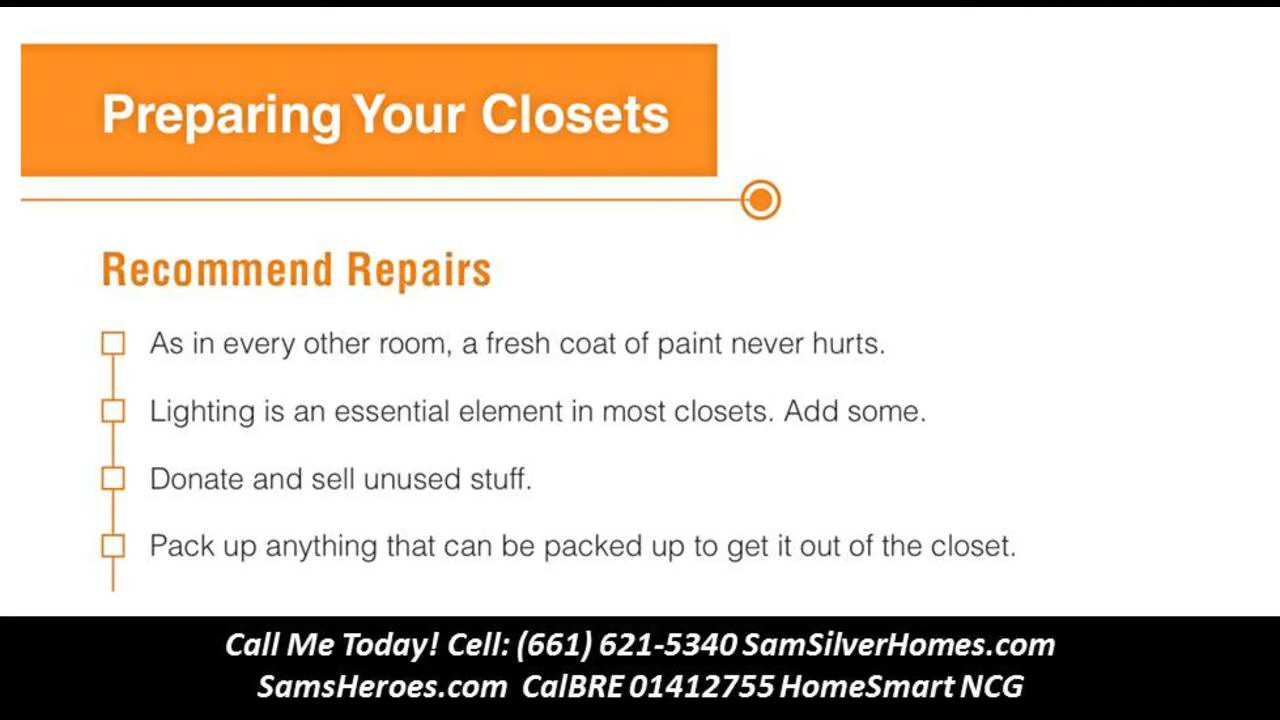 Preparing Your Closets
Recommend Repairs
As in every other room, a fresh coat of paint never hurts.
Lighting is an essential element in most closets. Add some.
Donate and sell unused stuff.
Pack up anything that can be packed up to get it out of the closet.
Call Me Today! Cell: (661) 621-5340 SamSilverHomes.com
SamsHeroes.com CalBRE 01412755 HomeSmart NCG